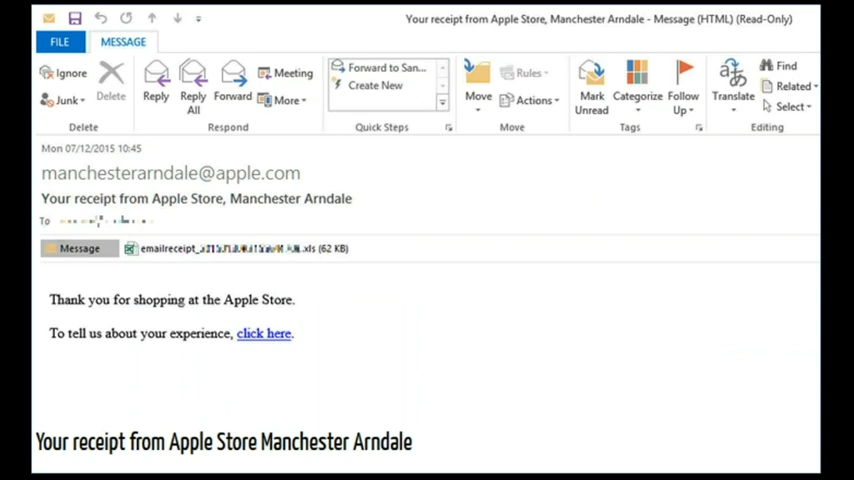 Your receipt from Apple Store, Manchester Arndale - Message (HTML) (Read-Only)
FILE MESSAGE
Ignore Meeting Forward to San... Rules Find
Junk Delete Reply Reply All Forward More Create New Move Actions Mark Unread Categorize Follow Up Translate Related Select
Delete Respond Quick Steps Move Tags Editing
Mon 07/12/2015 10:45
manchesterarndale@apple.com
Your receipt from Apple Store, Manchester Arndale
To
Message emailreceipt_ .xls (62 KB)
Thank you for shopping at the Apple Store.
To tell us about your experience, click here.
Your receipt from Apple Store Manchester Arndale